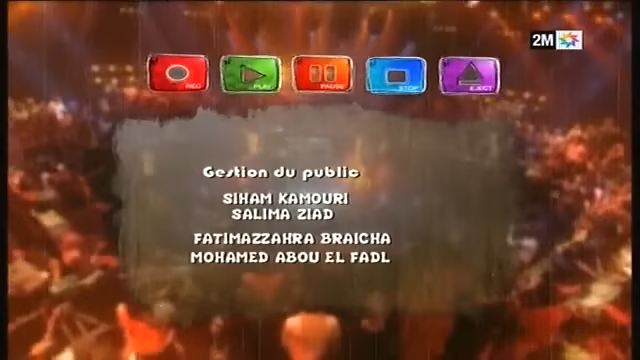 2M
REC
PLAY
PAUSE
STOP
EJECT
Gestion du public
SIHAM KAMOURI
SALIMA ZIAD
FATIMAZZAHRA BRAICHA
MOHAMED ABOU EL FADL